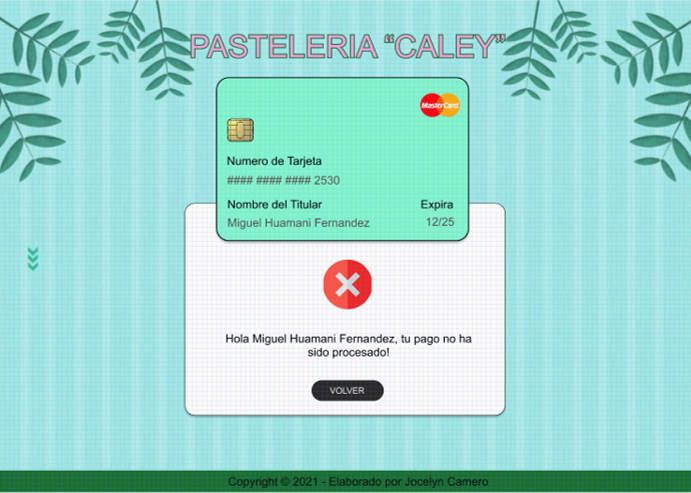 PASTELERIA “CALEY”
MasterCard
Numero de Tarjeta
#### #### #### 2530
Nombre del Titular Expira
Miguel Huamani Fernandez 12/25
Hola Miguel Huamani Fernandez, tu pago no ha
sido procesado!
VOLVER
Copyright © 2021 - Elaborado por Jocelyn Camero